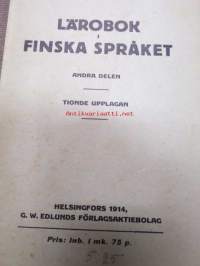 LÄROBOK
I
FINSKA SPRÅKET
ANDRA DELEN
TIONDE UPPLAGAN
Antikvariaatti.net
HELSINGFORS 1914,
G. W. EDLUNDS FÖRLAGSAKTIEBOLAG
Pris: inb. 1 mk. 75 p.